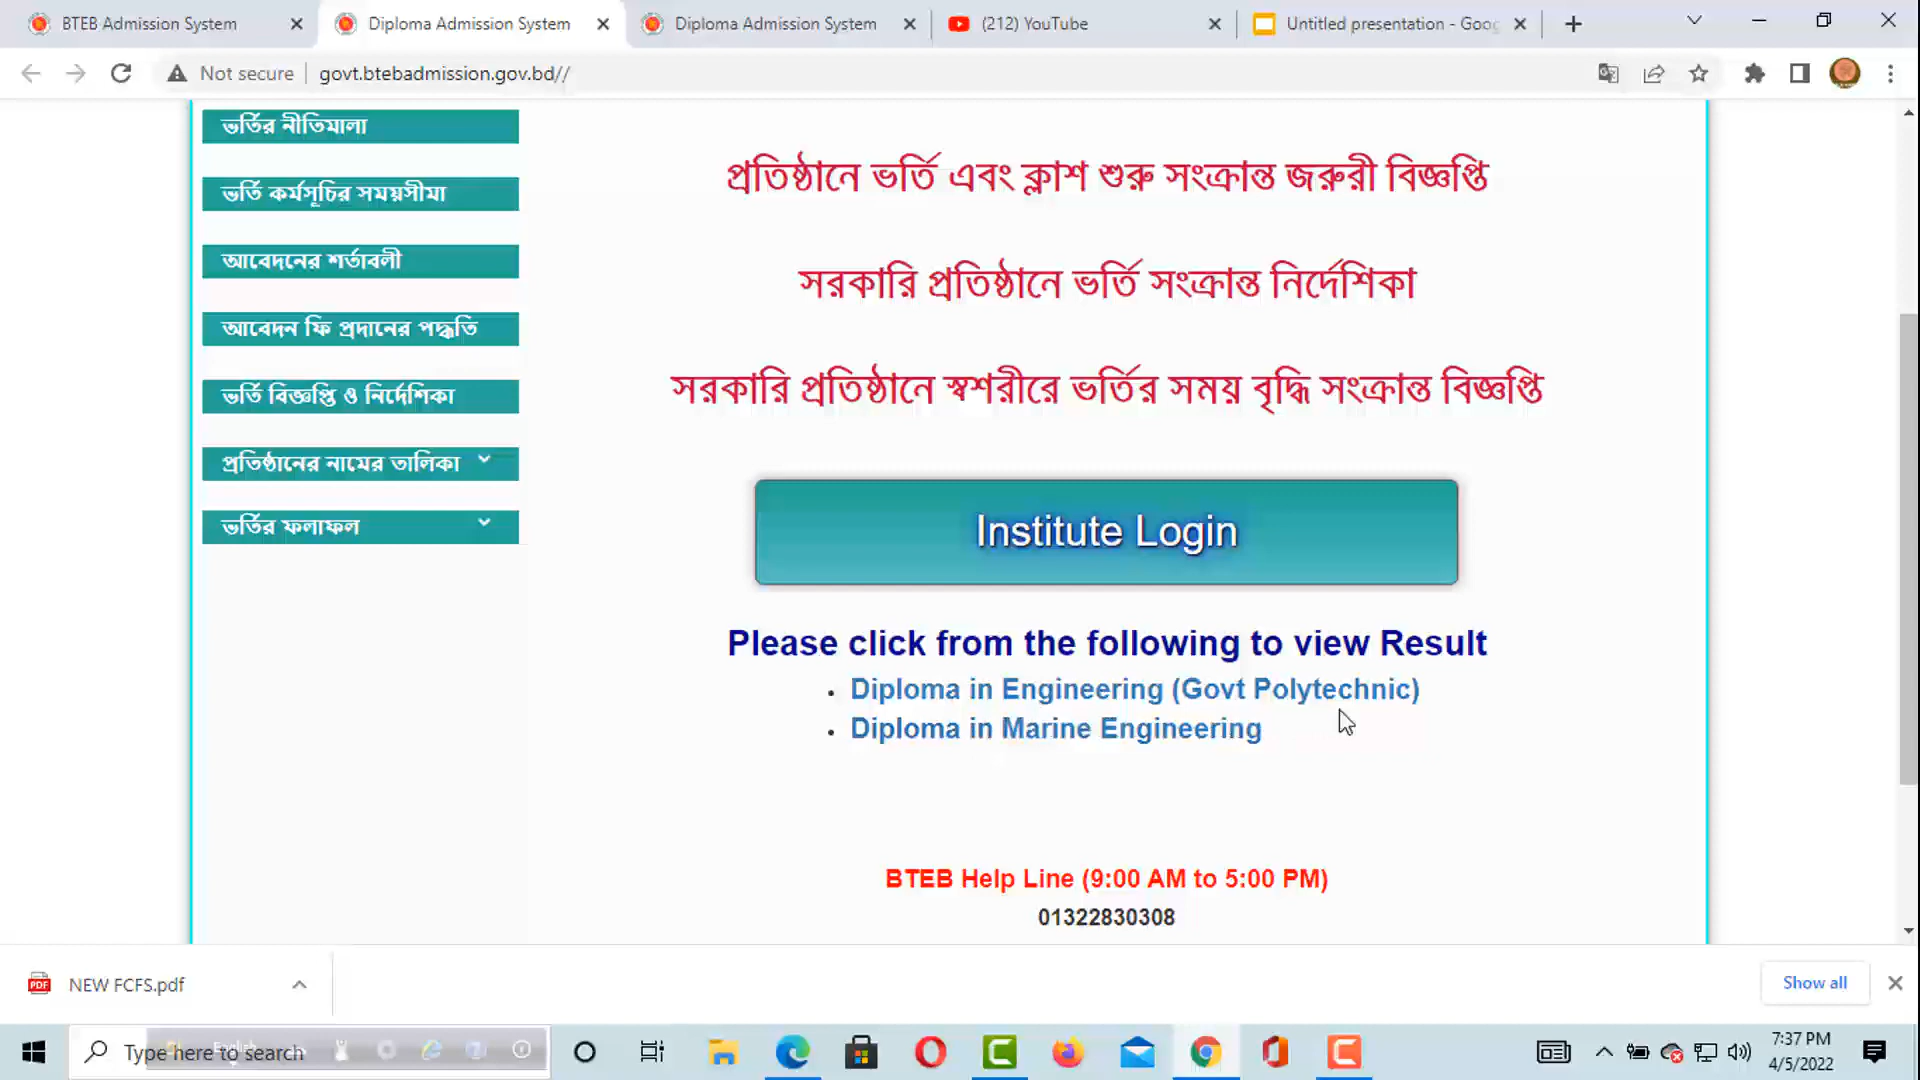 BTEB Admission System
Diploma Admission System
Diploma Admission System
(212) YouTube
Untitled presentation - Goog
Not secure
govt.btebadmission.gov.bd//
ভর্তির নীতিমালা
ভর্তি কর্মসূচির সময়সীমা
আবেদনের শর্তাবলী
আবেদন ফি প্রদানের পদ্ধতি
ভর্তি বিজ্ঞপ্তি ও নির্দেশিকা
প্রতিষ্ঠানের নামের তালিকা
ভর্তির ফলাফল
প্রতিষ্ঠানে ভর্তি এবং ক্লাশ শুরু সংক্রান্ত জরুরী বিজ্ঞপ্তি
সরকারি প্রতিষ্ঠানে ভর্তি সংক্রান্ত নির্দেশিকা
সরকারি প্রতিষ্ঠানে স্বশরীরে ভর্তির সময় বৃদ্ধি সংক্রান্ত বিজ্ঞপ্তি
Institute Login
Please click from the following to view Result
Diploma in Engineering (Govt Polytechnic)
Diploma in Marine Engineering
BTEB Help Line (9:00 AM to 5:00 PM)
01322830308
PDF
NEW FCFS.pdf
Show all
Type here to search
English
7:37 PM
4/5/2022